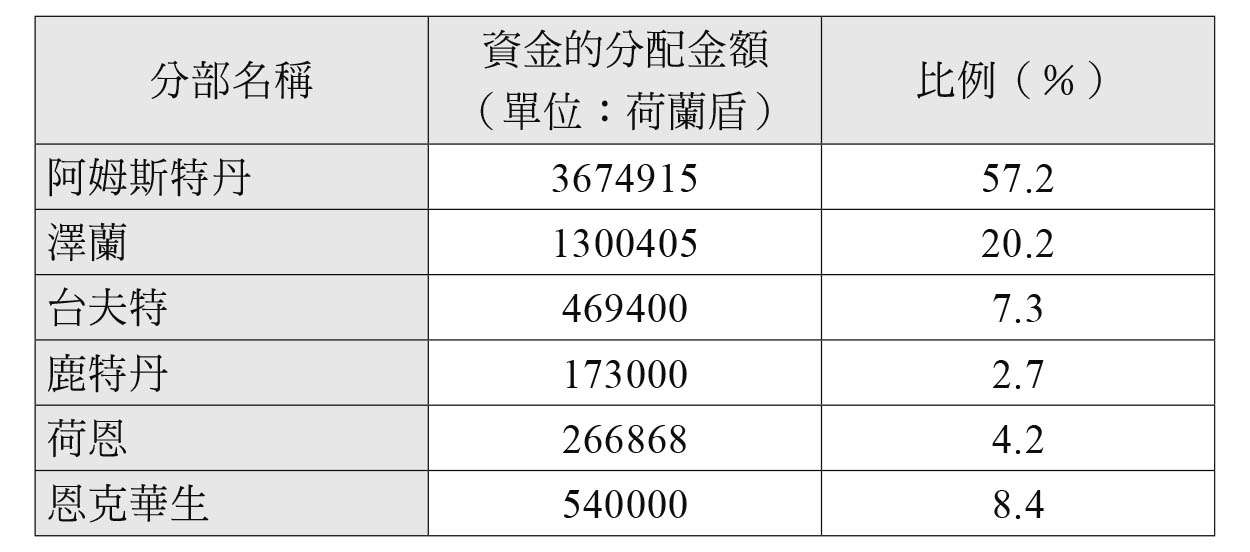 分部名稱
資金的分配金額
（單位：荷蘭盾）
比例（％）
阿姆斯特丹 3674915 57.2
澤蘭 1300405 20.2
台夫特 469400 7.3
鹿特丹 173000 2.7
荷恩 266868 4.2
恩克華生 540000 8.4